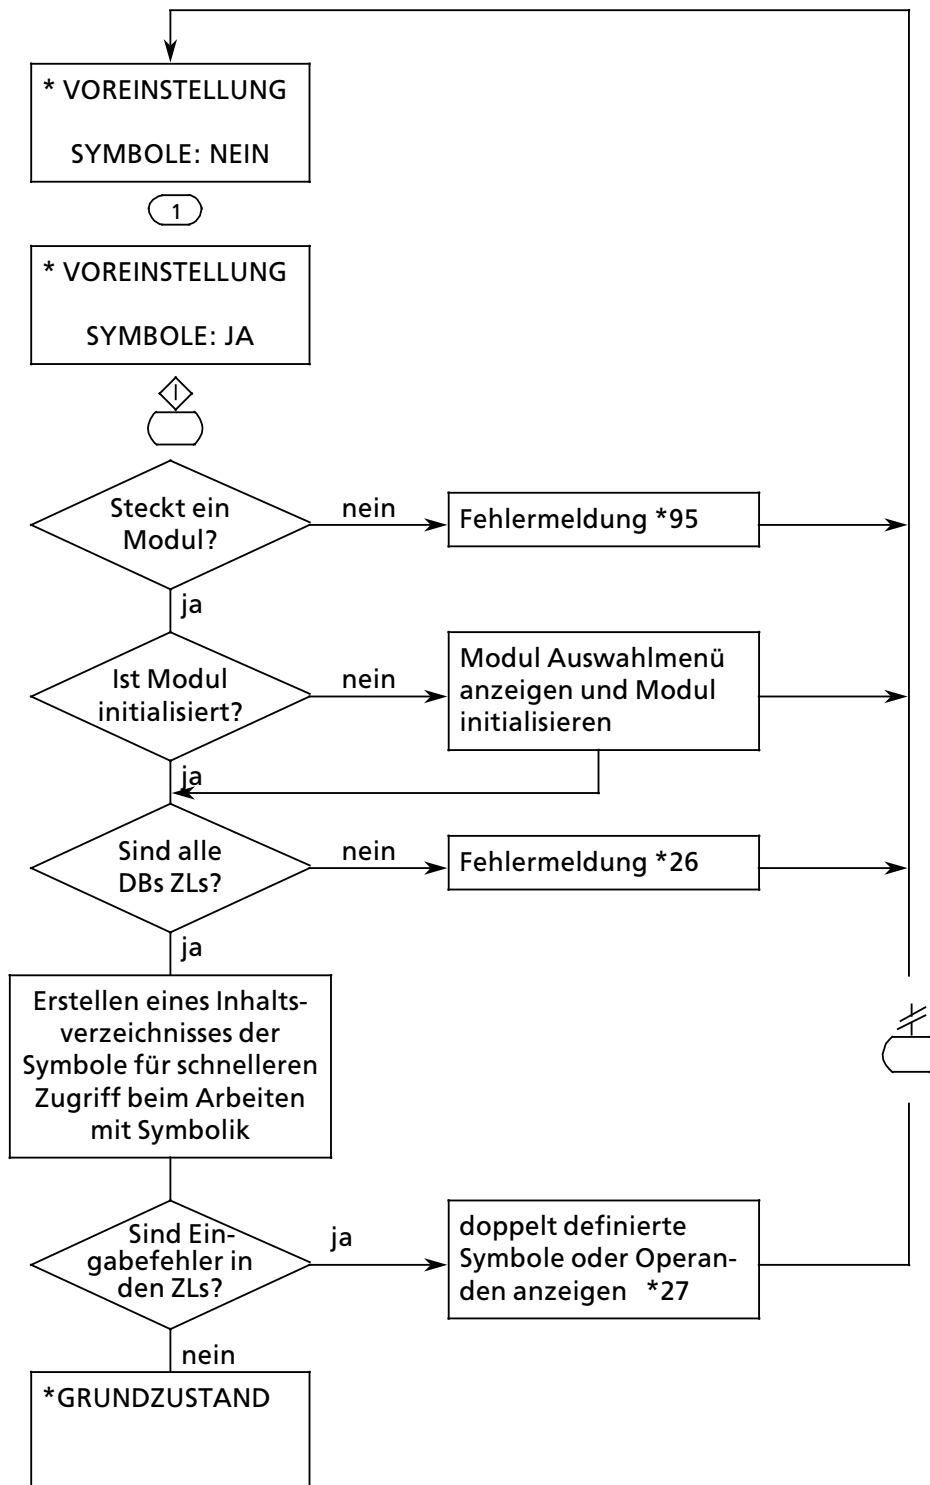 * VOREINSTELLUNG
SYMBOLE: NEIN
1
* VOREINSTELLUNG
SYMBOLE: JA
Steckt ein
Modul?
nein
Fehlermeldung *95
ja
Ist Modul
initialisiert?
nein
Modul Auswahlmenü
anzeigen und Modul
initialisieren
ja
Sind alle
DBs ZLs?
nein
Fehlermeldung *26
ja
Erstellen eines Inhalts-
verzeichnisses der
Symbole für schnelleren
Zugriff beim Arbeiten
mit Symbolik
Sind Ein-
gabefehler in
den ZLs?
ja
doppelt definierte
Symbole oder Operan-
den anzeigen *27
nein
*GRUNDZUSTAND